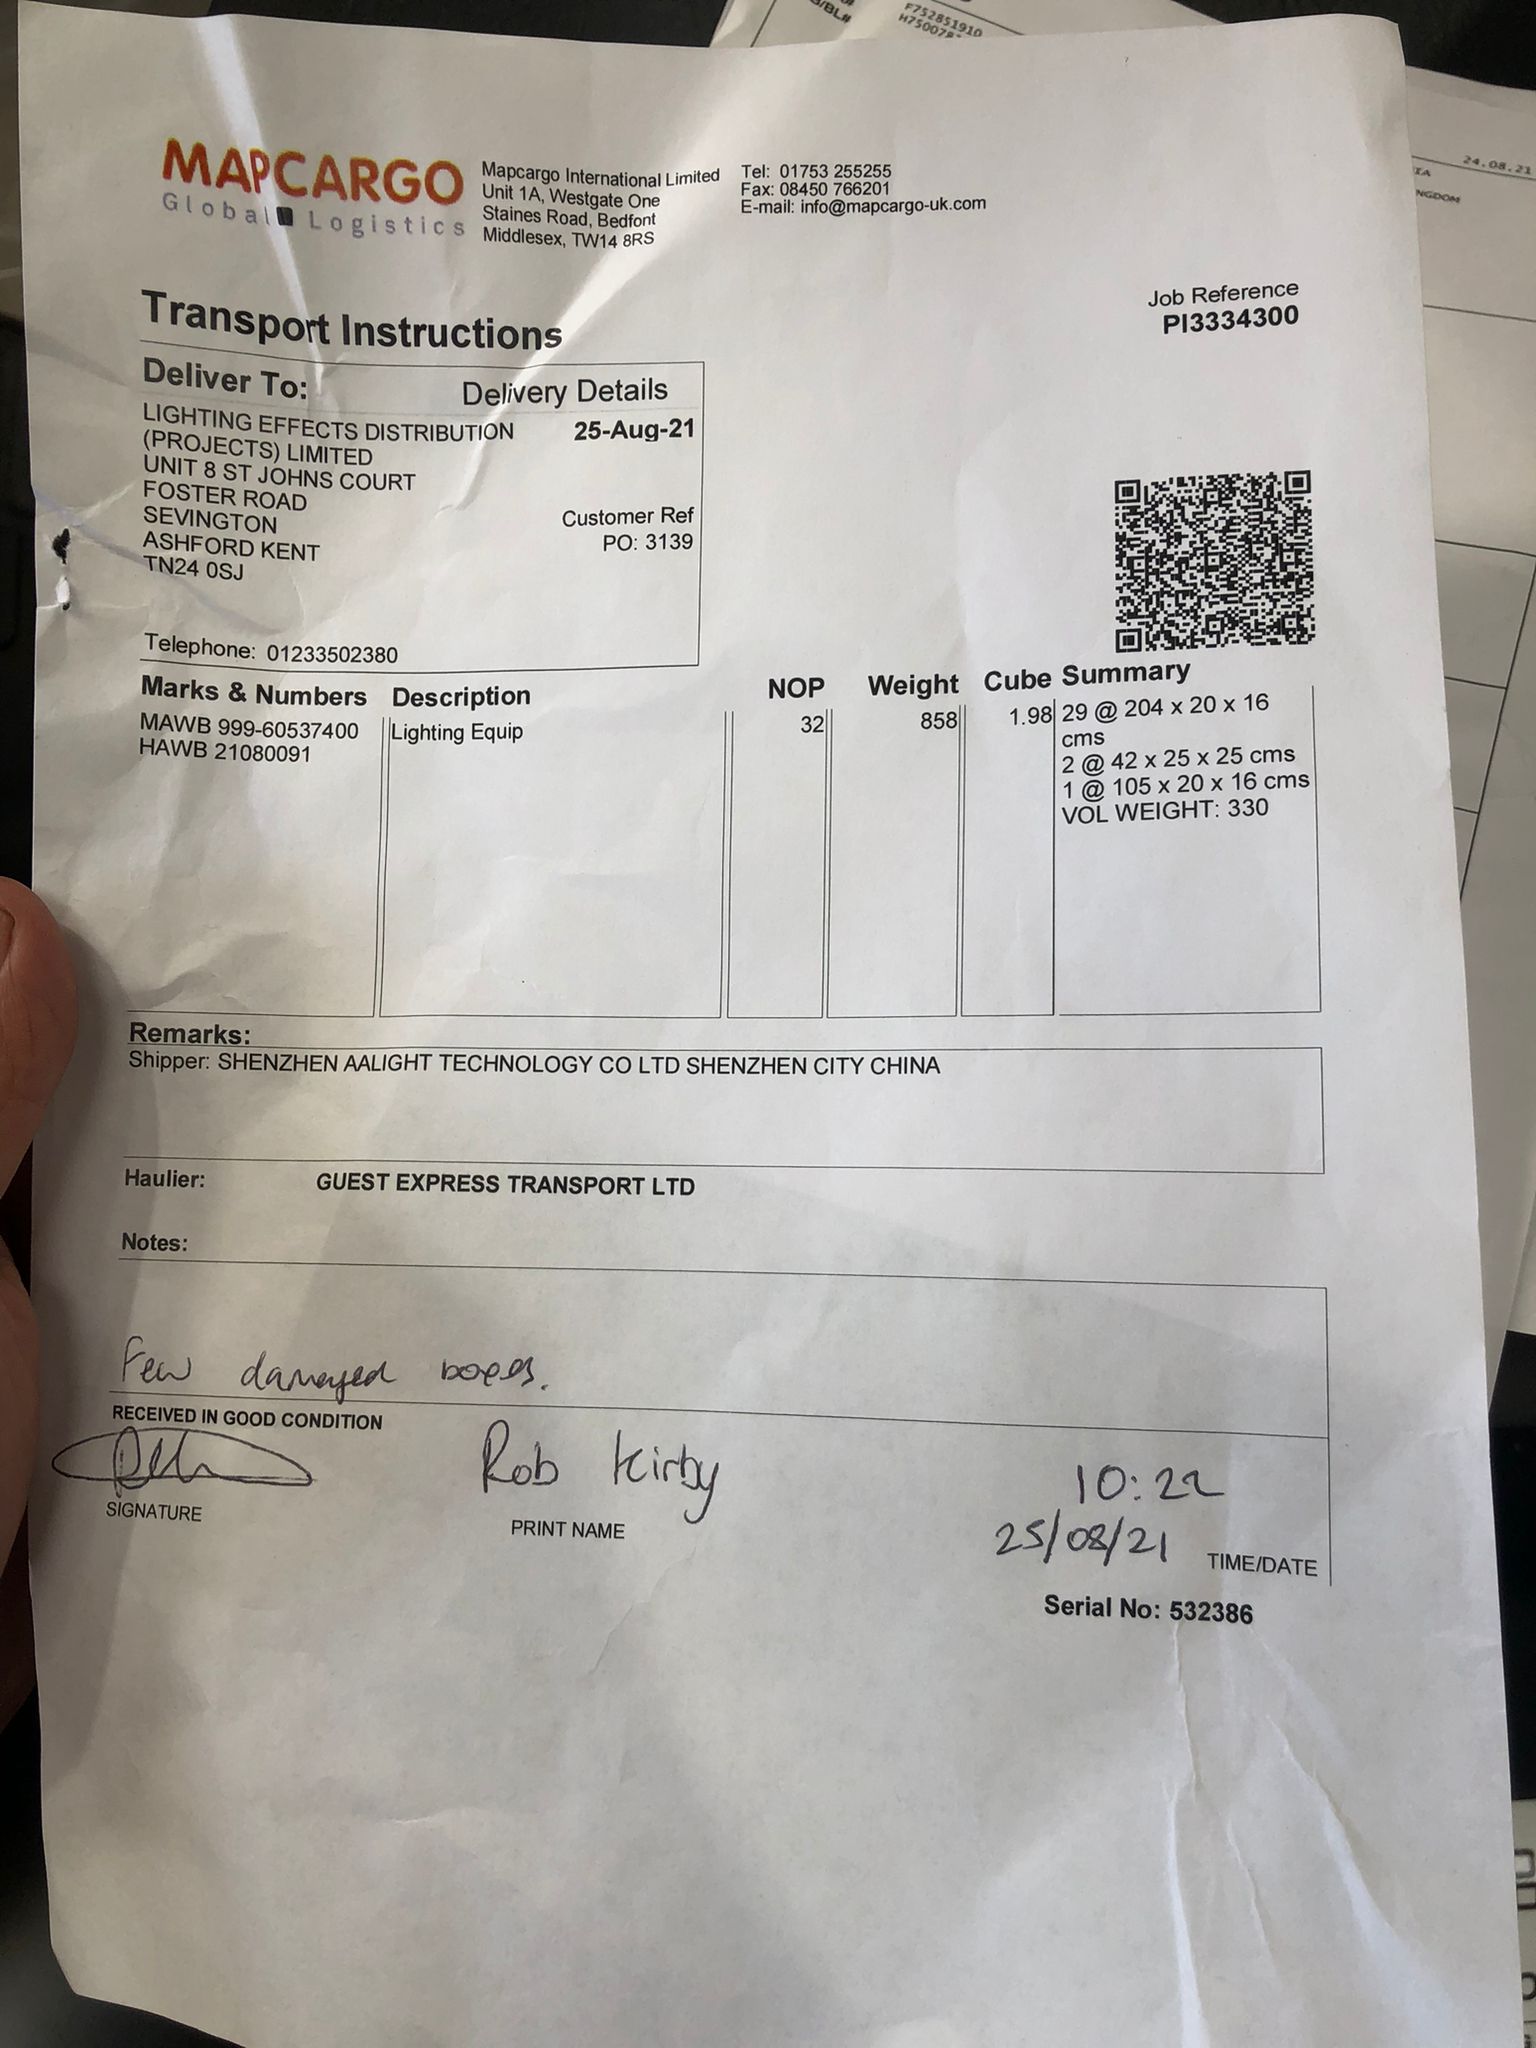 B/BL#
F752851910
24.08.21
NGDOM
MAPCARGO
Global Logistics
Mapcargo International Limited
Unit 1A, Westgate One
Staines Road, Bedfont
Middlesex, TW14 8RS
Tel: 01753 255255
Fax: 08450 766201
E-mail: info@mapcargo-uk.com
Job Reference
PI3334300
Transport Instructions
Deliver To:
Delivery Details
LIGHTING EFFECTS DISTRIBUTION 25-Aug-21
(PROJECTS) LIMITED
UNIT 8 ST JOHNS COURT
FOSTER ROAD
SEVINGTON
ASHFORD KENT
TN24 0SJ
Customer Ref
PO: 3139
Telephone: 01233502380
Marks & Numbers Description NOP Weight Cube Summary
MAWB 999-60537400 Lighting Equip 32 858 1.98 29 @ 204 x 20 x 16
HAWB 21080091 cms
2 @ 42 x 25 x 25 cms
1 @ 105 x 20 x 16 cms
VOL WEIGHT: 330
Remarks:
Shipper: SHENZHEN AALIGHT TECHNOLOGY CO LTD SHENZHEN CITY CHINA
Haulier: GUEST EXPRESS TRANSPORT LTD
Notes:
Few damaged boxes.
RECEIVED IN GOOD CONDITION
Rob Kirby
10:22
25/08/21
SIGNATURE
PRINT NAME
TIME/DATE
Serial No: 532386